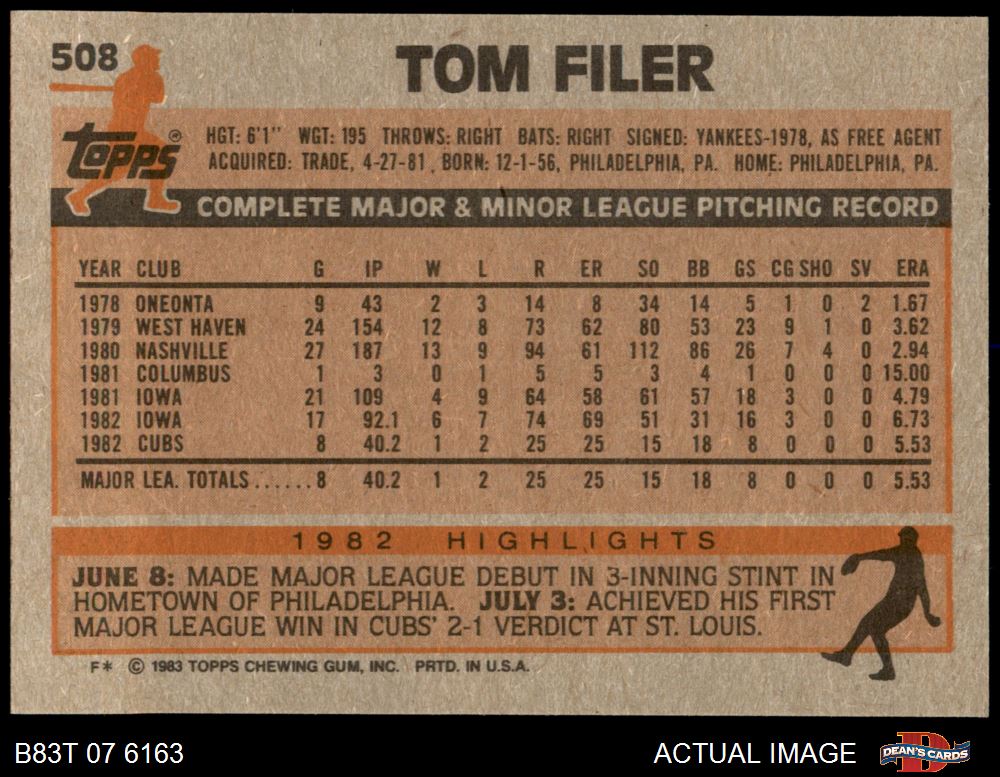 508
TOM FILER
Topps®
HGT: 6'1" WGT: 195 THROWS: RIGHT BATS: RIGHT SIGNED: YANKEES-1978, AS FREE AGENT
ACQUIRED: TRADE, 4-27-81, BORN: 12-1-56, PHILADELPHIA, PA. HOME: PHILADELPHIA, PA.
COMPLETE MAJOR & MINOR LEAGUE PITCHING RECORD
YEAR CLUB G IP W L R ER SO BB GS CG SHO SV ERA
1978 ONEONTA 9 43 2 3 14 8 34 14 5 1 0 2 1.67
1979 WEST HAVEN 24 154 12 8 73 62 80 53 23 9 1 0 3.62
1980 NASHVILLE 27 187 13 9 94 61 112 86 26 7 4 0 2.94
1981 COLUMBUS 1 3 0 1 5 5 3 4 1 0 0 0 15.00
1981 IOWA 21 109 4 9 64 58 61 57 18 3 0 0 4.79
1982 IOWA 17 92.1 6 7 74 69 51 31 16 3 0 0 6.73
1982 CUBS 8 40.2 1 2 25 25 15 18 8 0 0 0 5.53
MAJOR LEA. TOTALS......8 40.2 1 2 25 25 15 18 8 0 0 0 5.53
1982 HIGHLIGHTS
JUNE 8: MADE MAJOR LEAGUE DEBUT IN 3-INNING STINT IN
HOMETOWN OF PHILADELPHIA. JULY 3: ACHIEVED HIS FIRST
MAJOR LEAGUE WIN IN CUBS' 2-1 VERDICT AT ST. LOUIS.
F* © 1983 TOPPS CHEWING GUM, INC. PRTD. IN U.S.A.
B83T 07 6163
ACTUAL IMAGE
D
DEAN'S CARDS